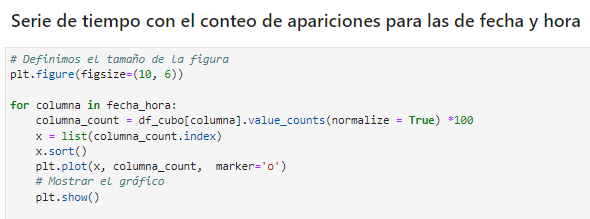 Serie de tiempo con el conteo de apariciones para las de fecha y hora
# Definimos el tamaño de la figura
plt.figure(figsize=(10, 6))
for columna in fecha_hora:
    columna_count = df_cubo[columna].value_counts(normalize = True) *100
    x = list(columna_count.index)
    x.sort()
    plt.plot(x, columna_count,  marker='o')
    # Mostrar el gráfico
    plt.show()